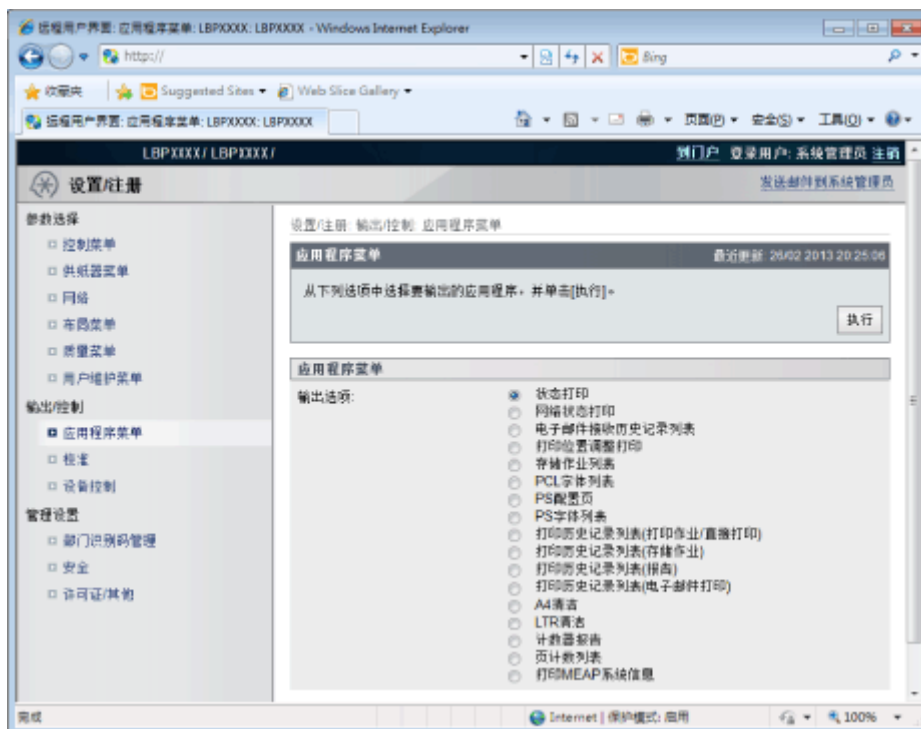 远程用户界面: 应用程序菜单: LBPXXXX: LBPXXXX - Windows Internet Explorer
http://
Bing
收藏夹 Suggested Sites Web Slice Gallery
远程用户界面: 应用程序菜单: LBPXXXX: LBPXXXX 页面(P) 安全(S) 工具(O)
LBPXXXX/ LBPXXXX / 到门户 登录用户: 系统管理员 注销
设置/注册 发送邮件到系统管理员
参数选择
控制菜单
供纸器菜单
网络
布局菜单
质量菜单
用户维护菜单
输出/控制
应用程序菜单
校准
设备控制
管理设置
部门识别码管理
安全
许可证/其他
设置/注册: 输出/控制: 应用程序菜单
应用程序菜单 最近更新: 26/02 2013 20:25:06
从下列选项中选择要输出的应用程序，并单击[执行]。
执行
应用程序菜单
输出选项: 状态打印
网络状态打印
电子邮件接收历史记录列表
打印位置调整打印
存储作业列表
PCL字体列表
PS配置页
PS字体列表
打印历史记录列表(打印作业/直接打印)
打印历史记录列表(存储作业)
打印历史记录列表(报告)
打印历史记录列表(电子邮件打印)
A4清洁
LTR清洁
计数器报告
页计数列表
打印MEAP系统信息
完成 Internet | 保护模式: 启用 100%